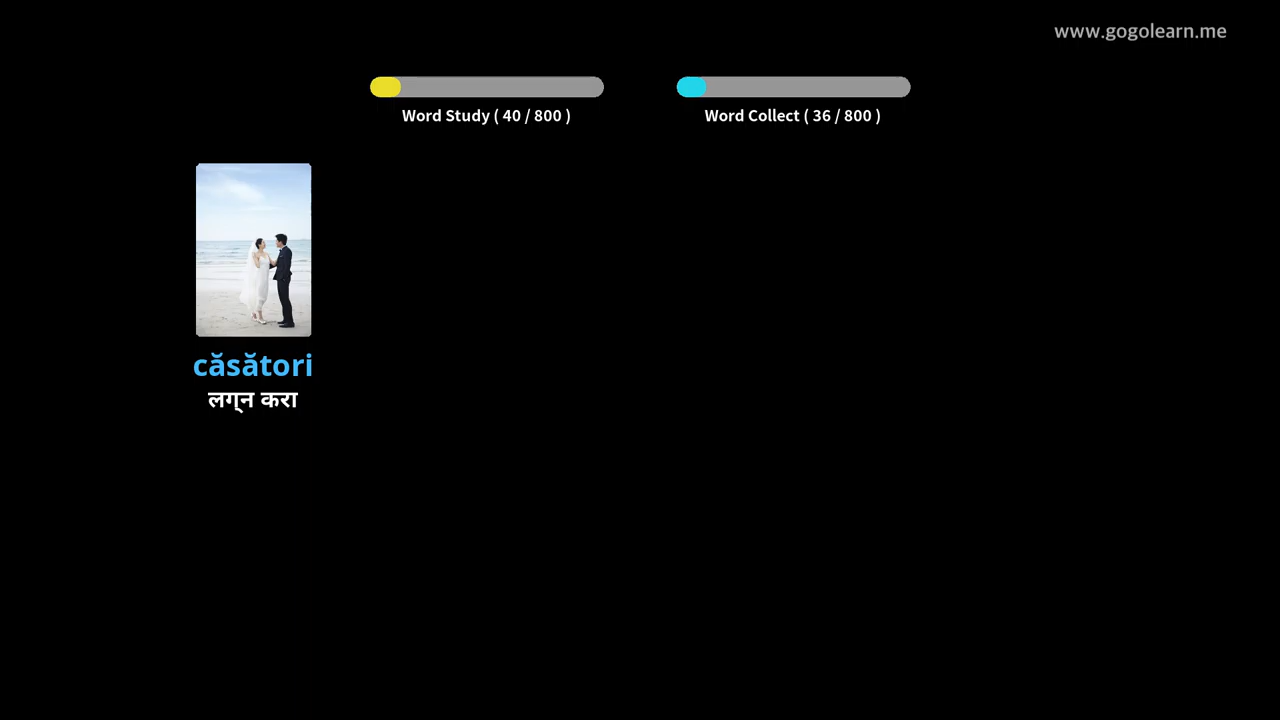 www.gogolearn.me
Word Study ( 40 / 800 )
Word Collect ( 36 / 800 )
căsători
लग्न करा